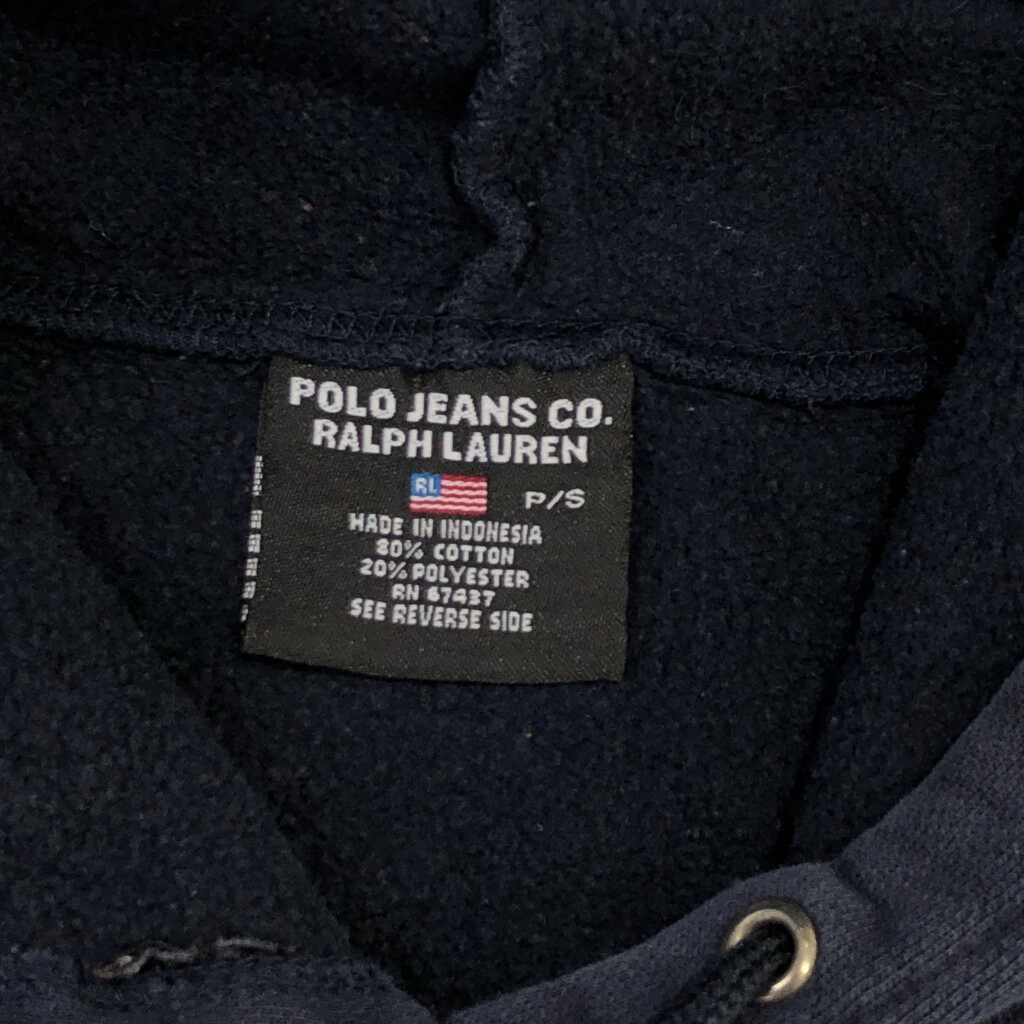 POLO JEANS CO.
RALPH LAUREN
RL
P/S
MADE IN INDONESIA
80% COTTON
20% POLYESTER
RN 67437
SEE REVERSE SIDE